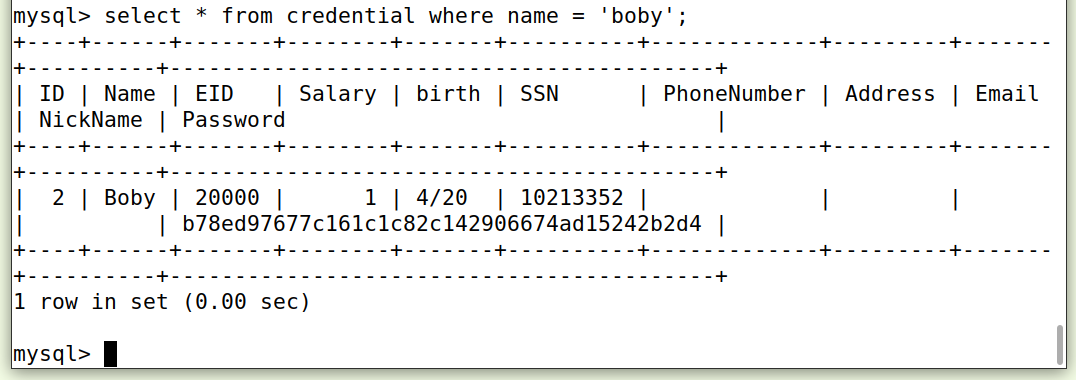 mysql> select * from credential where name = 'boby';
+----+------+-------+--------+-------+----------+-------------+---------+-------
+----------+------------------------------------------+
| ID | Name | EID   | Salary | birth | SSN      | PhoneNumber | Address | Email
| NickName | Password                                 |
+----+------+-------+--------+-------+----------+-------------+---------+-------
+----------+------------------------------------------+
|  2 | Boby | 20000 |      1 | 4/20  | 10213352 |             |         |
|          | b78ed97677c161c1c82c142906674ad15242b2d4 |
+----+------+-------+--------+-------+----------+-------------+---------+-------
+----------+------------------------------------------+
1 row in set (0.00 sec)
mysql>